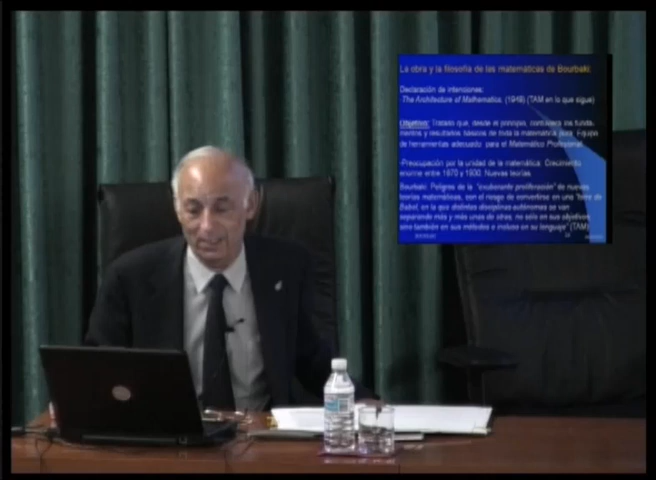 La obra y la filosofía de las matemáticas de Bourbaki:
Declaración de intenciones:
The Architecture of Mathematics, (1948) (TAM en lo que sigue)
Objetivo: Tratado que, desde el principio, contuviera los funda-
mentos y resultados básicos de toda la matemática pura. Equipo
de herramientas adecuado para el Matemático Profesional.
-Preocupación por la unidad de la matemática: Crecimiento
enorme entre 1870 y 1930: Nuevas teorías.
Bourbaki: Peligros de la "exuberante proliferación" de nuevas
teorías matemáticas, con el riesgo de convertirse en una "torre de
Babel, en la que distintas disciplinas autónomas se van
separando más y más unas de otras, no sólo en sus objetivos,
sino también en sus métodos e incluso en su lenguaje" (TAM)